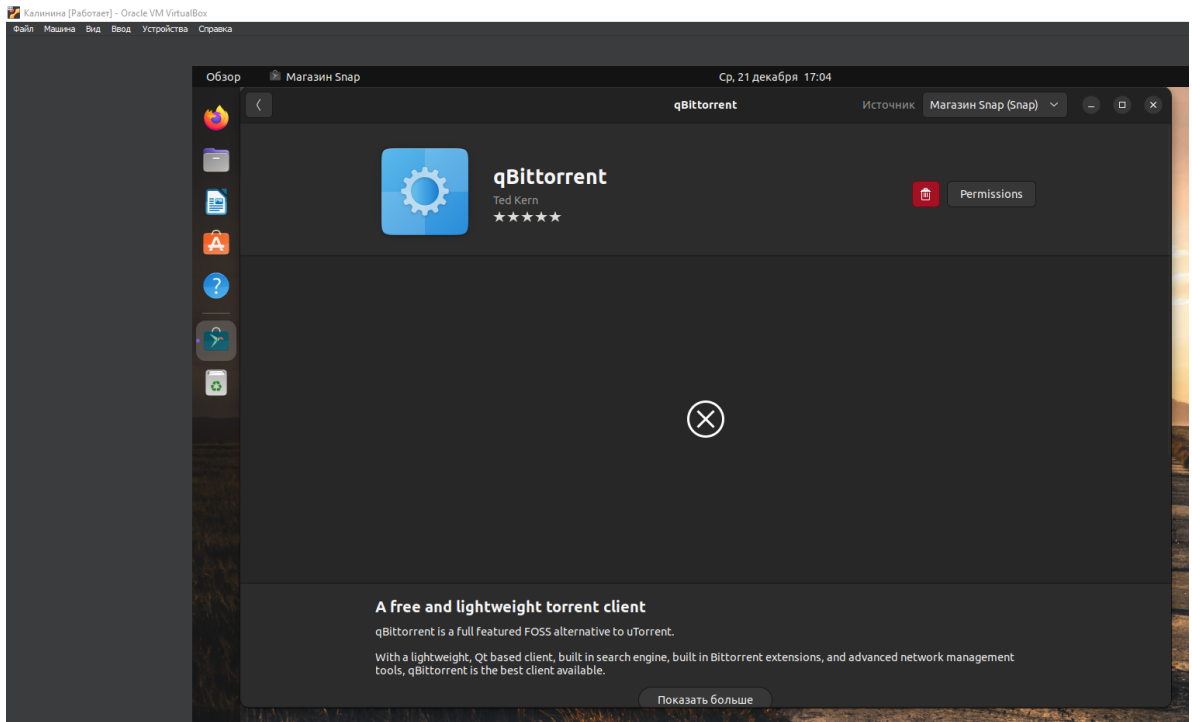 Калинина [Работает] - Oracle VM VirtualBox
Файл Машина Вид Ввод Устройства Справка
Обзор Магазин Snap Ср, 21 декабря 17:04
qBittorrent Источник Магазин Snap (Snap)
qBittorrent
Ted Kern
Permissions
A free and lightweight torrent client
qBittorrent is a full featured FOSS alternative to uTorrent.
With a lightweight, Qt based client, built in search engine, built in Bittorrent extensions, and advanced network management
tools, qBittorrent is the best client available.
Показать больше